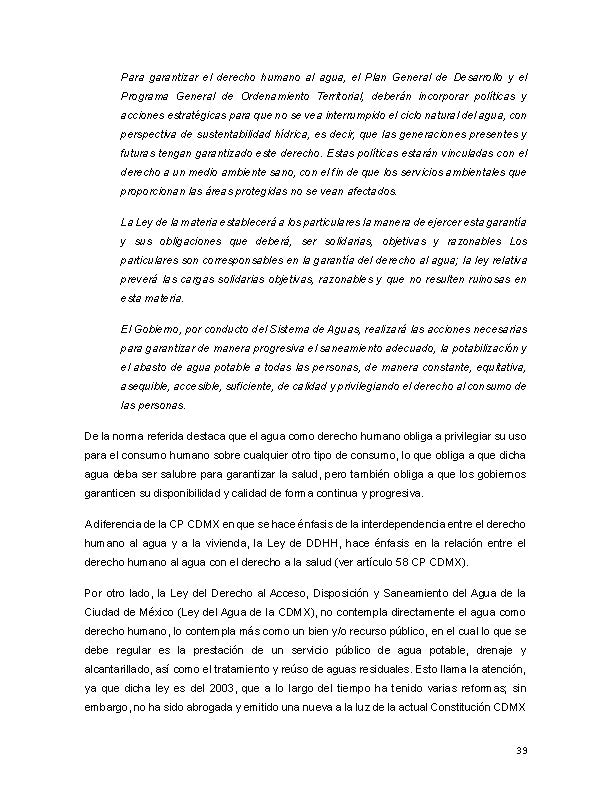 Para garantizar el derecho humano al agua, el Plan General de Desarrollo y el
Programa General de Ordenamiento Territorial, deberán incorporar políticas y
acciones estratégicas para que no se vea interrumpido el ciclo natural del agua, con
perspectiva de sustentabilidad hídrica, es decir, que las generaciones presentes y
futuras tengan garantizado este derecho. Estas políticas estarán vinculadas con el
derecho a un medio ambiente sano, con el fin de que los servicios ambientales que
proporcionan las áreas protegidas no se vean afectados.
La Ley de la materia establecerá a los particulares la manera de ejercer esta garantía
y sus obligaciones que deberá, ser solidarias, objetivas y razonables Los
particulares son corresponsables en la garantía del derecho al agua; la ley relativa
preverá las cargas solidarias objetivas, razonables y que no resulten ruinosas en
esta materia.
El Gobierno, por conducto del Sistema de Aguas, realizará las acciones necesarias
para garantizar de manera progresiva el saneamiento adecuado, la potabilización y
el abasto de agua potable a todas las personas, de manera constante, equitativa,
asequible, accesible, suficiente, de calidad y privilegiando el derecho al consumo de
las personas.
De la norma referida destaca que el agua como derecho humano obliga a privilegiar su uso
para el consumo humano sobre cualquier otro tipo de consumo, lo que obliga a que dicha
agua deba ser salubre para garantizar la salud, pero también obliga a que los gobiernos
garanticen su disponibilidad y calidad de forma continua y progresiva.
A diferencia de la CP CDMX en que se hace énfasis de la interdependencia entre el derecho
humano al agua y a la vivienda, la Ley de DDHH, hace énfasis en la relación entre el
derecho humano al agua con el derecho a la salud (ver artículo 58 CP CDMX).
Por otro lado, la Ley del Derecho al Acceso, Disposición y Saneamiento del Agua de la
Ciudad de México (Ley del Agua de la CDMX), no contempla directamente el agua como
derecho humano, lo contempla más como un bien y/o recurso público, en el cual lo que se
debe regular es la prestación de un servicio público de agua potable, drenaje y
alcantarillado, así como el tratamiento y reúso de aguas residuales. Esto llama la atención,
ya que dicha ley es del 2003, que a lo largo del tiempo ha tenido varias reformas; sin
embargo, no ha sido abrogada y emitido una nueva a la luz de la actual Constitución CDMX
39